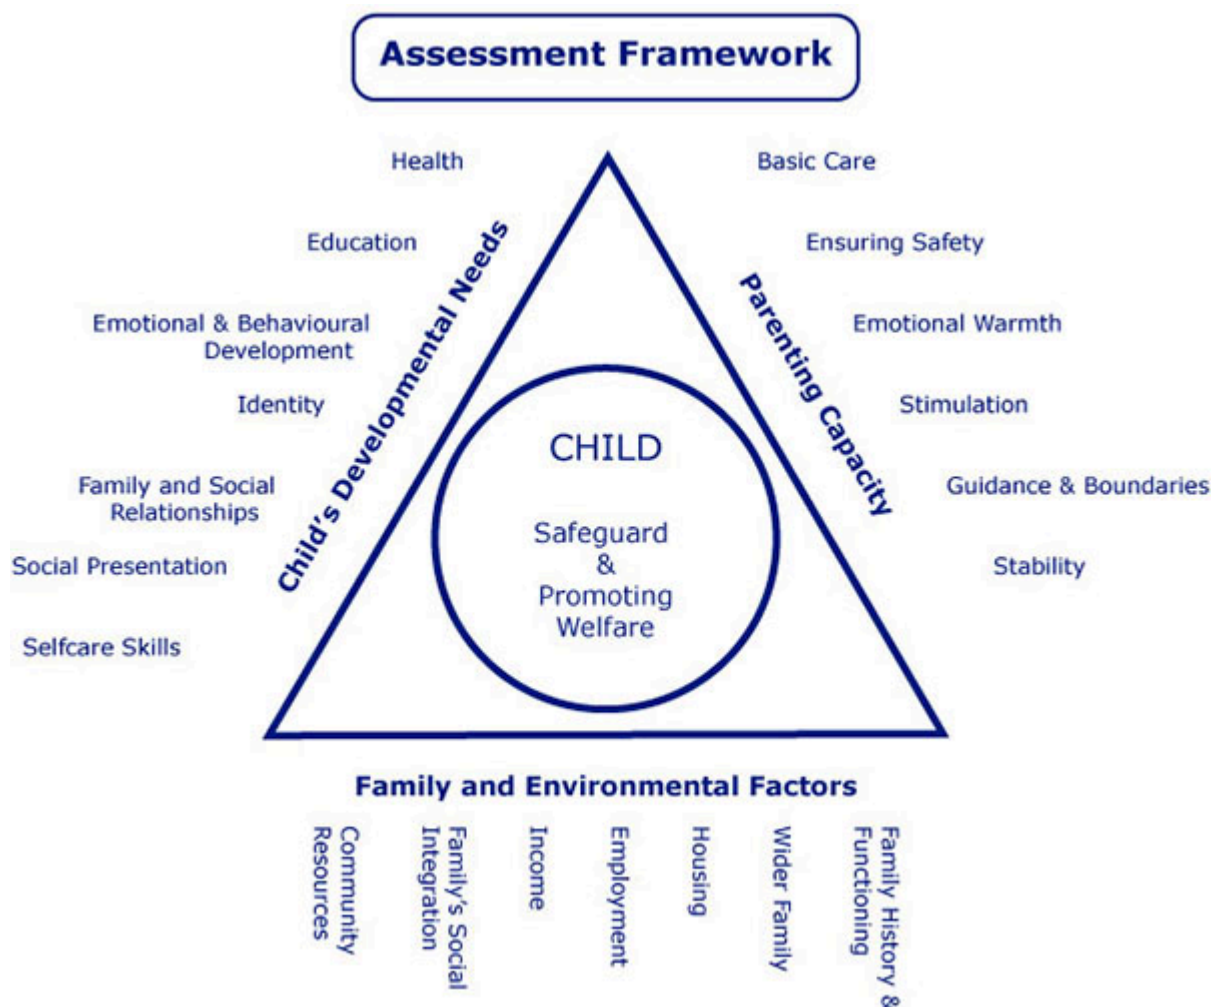 Assessment Framework
Health
Education
Emotional & Behavioural
Development
Identity
Family and Social
Relationships
Social Presentation
Selfcare Skills
Child's Developmental Needs
CHILD
Safeguard
&
Promoting
Welfare
Parenting Capacity
Basic Care
Ensuring Safety
Emotional Warmth
Stimulation
Guidance & Boundaries
Stability
Family and Environmental Factors
Community
Resources
Family's Social
Integration
Income
Employment
Housing
Wider Family
Family History &
Functioning